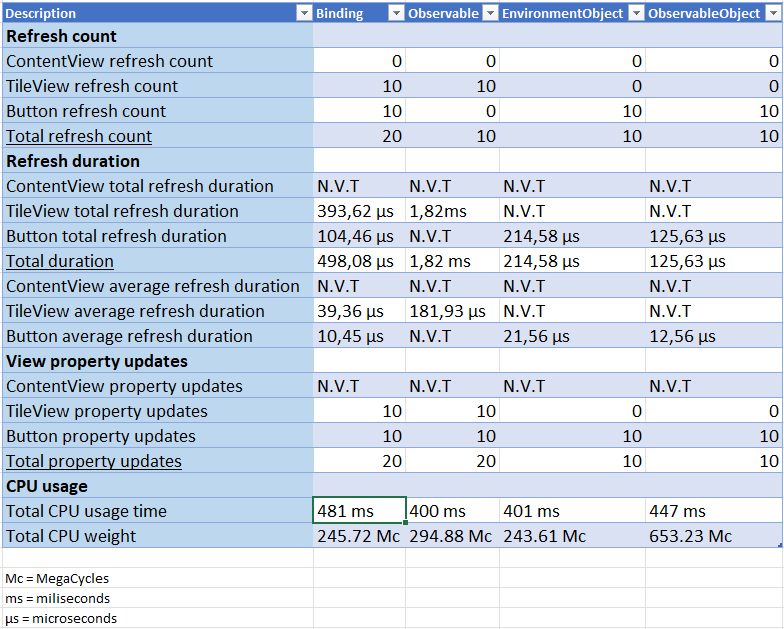 Description Binding Observable EnvironmentObject ObservableObject
Refresh count
ContentView refresh count 0 0 0 0
TileView refresh count 10 10 0 0
Button refresh count 10 0 10 10
Total refresh count 20 10 10 10
Refresh duration
ContentView total refresh duration N.V.T N.V.T N.V.T N.V.T
TileView total refresh duration 393,62 µs 1,82ms N.V.T N.V.T
Button total refresh duration 104,46 µs N.V.T 214,58 µs 125,63 µs
Total duration 498,08 µs 1,82 ms 214,58 µs 125,63 µs
ContentView average refresh duration N.V.T N.V.T N.V.T N.V.T
TileView average refresh duration 39,36 µs 181,93 µs N.V.T N.V.T
Button average refresh duration 10,45 µs N.V.T 21,56 µs 12,56 µs
View property updates
ContentView property updates N.V.T N.V.T N.V.T N.V.T
TileView property updates 10 10 0 0
Button property updates 10 10 10 10
Total property updates 20 20 10 10
CPU usage
Total CPU usage time 481 ms 400 ms 401 ms 447 ms
Total CPU weight 245.72 Mc 294.88 Mc 243.61 Mc 653.23 Mc
Mc = MegaCycles
ms = miliseconds
µs = microseconds